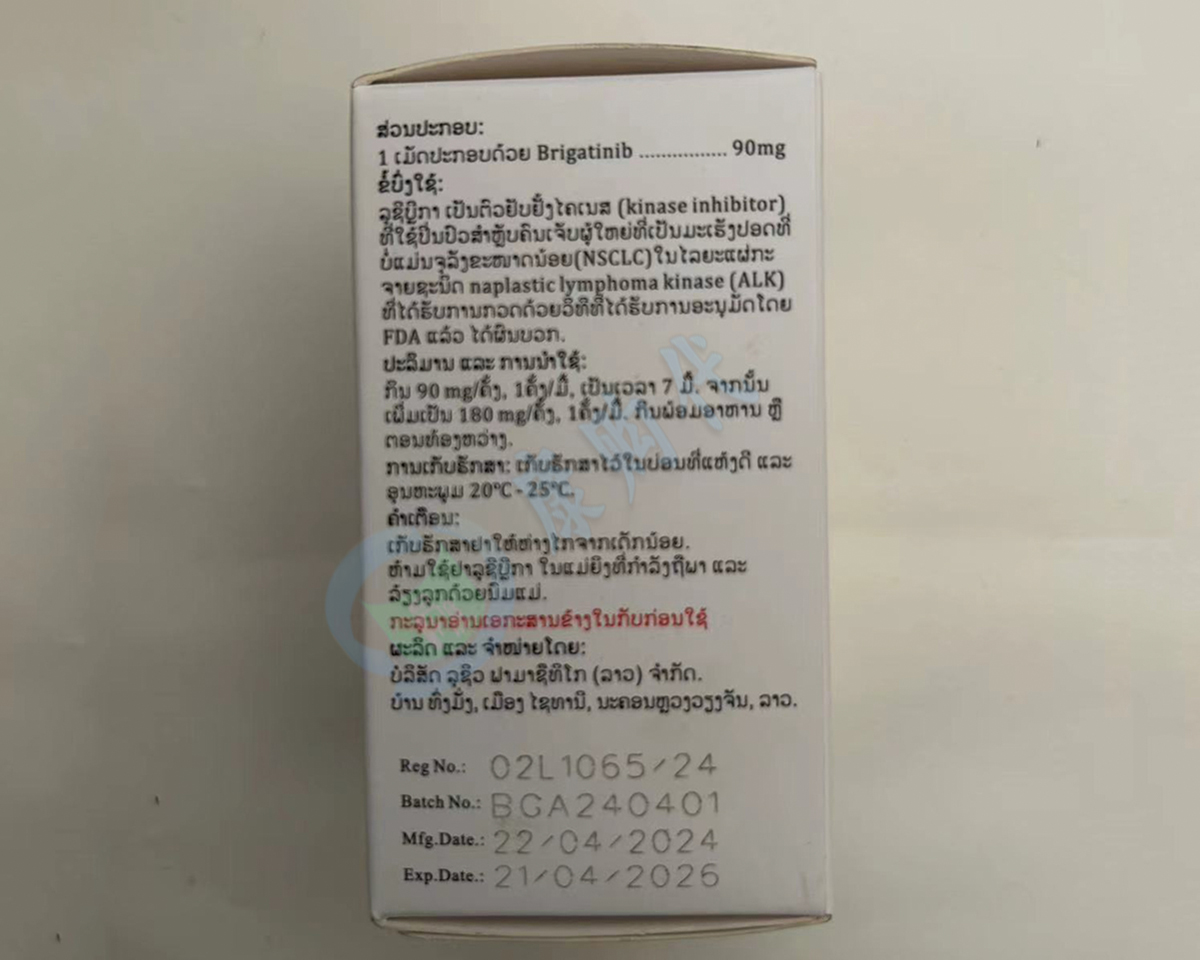 ສ່ວນປະກອບ:
1 ເມັດປະກອບດ້ວຍ Brigatinib ................ 90mg
ຂໍ້ບົ່ງໃຊ້:
ລູຊິບຼິກາ ເປັນຕົວຢັບຢັ້ງໄຄເນສ (kinase inhibitor)
ທີ່ໃຊ້ປິ່ນປົວສຳຫຼັບຄົນເຈັບຜູ້ໃຫຍ່ທີ່ເປັນມະເຮັງປອດທີ່
ບໍ່ແມ່ນຈຸລັງຂະໜາດນ້ອຍ(NSCLC)ໃນໄລຍະແຜ່ກະ
ຈາຍຊະນິດ naplastic lymphoma kinase (ALK)
ທີ່ໄດ້ຮັບການກວດດ້ວຍວິທີທີ່ໄດ້ຮັບການອະນຸມັດໂດຍ
FDA ແລ້ວ ໄດ້ຜົນບວກ.
ປະລິມານ ແລະ ການນຳໃຊ້:
ກິນ 90 mg/ຄັ້ງ, 1ຄັ້ງ/ມື້, ເປັນເວລາ 7 ມື້. ຈາກນັ້ນ
ເພີ່ມເປັນ 180 mg/ຄັ້ງ, 1ຄັ້ງ/ມື້. ກິນພ້ອມອາຫານ ຫຼື
ຕອນທ້ອງຫວ່າງ.
ການເກັບຮັກສາ: ເກັບຮັກສາໄວ້ໃນບ່ອນທີ່ແຫ້ງດີ ແລະ
ອຸນຫະພູມ 20°C - 25°C.
ຄຳເຕືອນ:
ເກັບຮັກສາຢາໃຫ້ຫ່າງໄກຈາກເດັກນ້ອຍ.
ຫ້າມໃຊ້ຢາລູຊິບຼິກາ ໃນແມ່ຍິງທີ່ກຳລັງຖືພາ ແລະ
ລ້ຽງລູກດ້ວຍນົມແມ່.
ກະລຸນາອ່ານເອກະສານຂ້າງໃນກັບກ່ອນໃຊ້
ຜະລິດ ແລະ ຈຳໜ່າຍໂດຍ:
ບໍລິສັດ ລູຊິວ ຟາມາຊີທິໂກ (ລາວ) ຈຳກັດ.
ບ້ານ ທົ່ງມັ່ງ, ເມືອງ ໄຊທານີ, ນະຄອນຫຼວງວຽງຈັນ, ລາວ.
Reg No.: 02L1065/24
Batch No.: BGA240401
Mfg.Date.: 22/04/2024
Exp.Date.: 21/04/2026
康购代